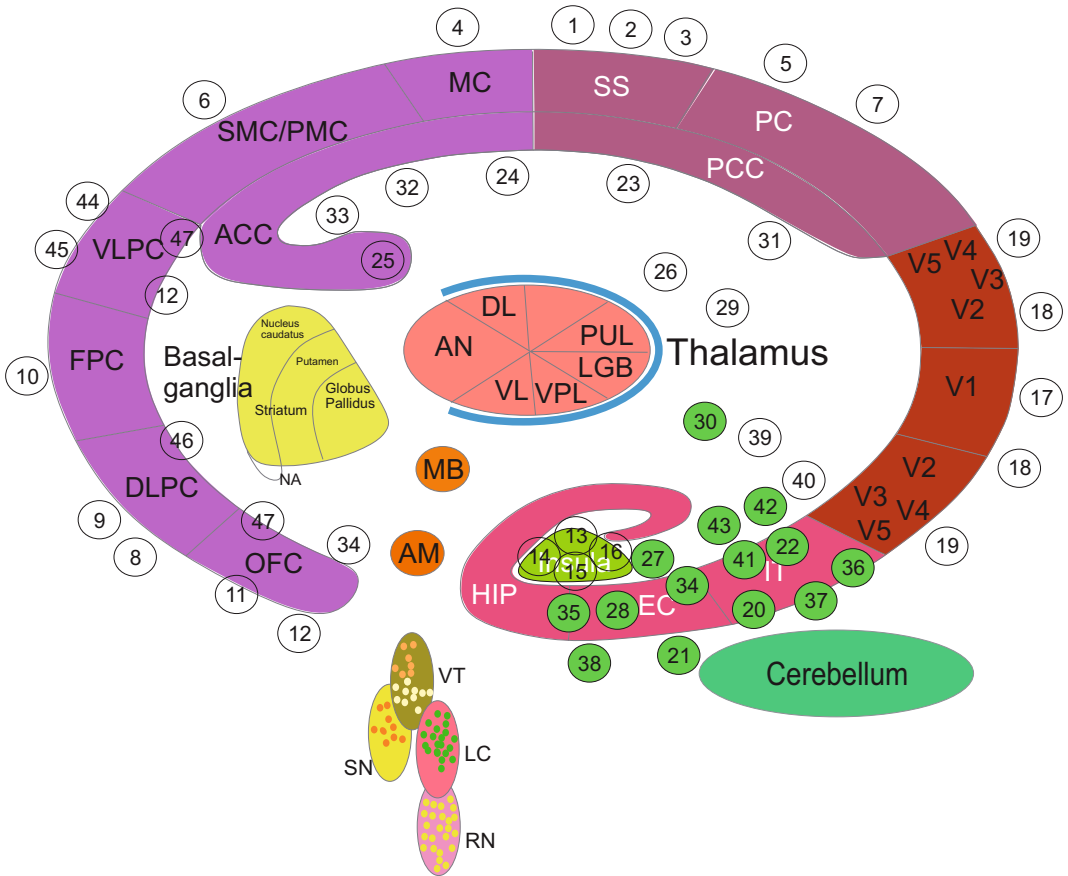 4
1
2
3
5
6
7
MC
SS
SMC/PMC
PC
PCC
24
23
32
33
31
44
45
VLPC
47
ACC
25
19
V5
V4
V3
V2
18
26
29
12
DL
AN
PUL
LGB
VL
VPL
Thalamus
Nucleus
caudatus
Putamen
Globus
Pallidus
Striatum
NA
Basal-
ganglia
FPC
10
V1
17
30
39
46
MB
V2
18
40
DLPC
V3
V4
V5
19
9
8
47
34
42
43
41
22
IT
36
OFC
AM
13
14
16
Insula
15
27
34
HIP
35
28
EC
20
37
11
12
38
21
Cerebellum
VT
SN
LC
RN